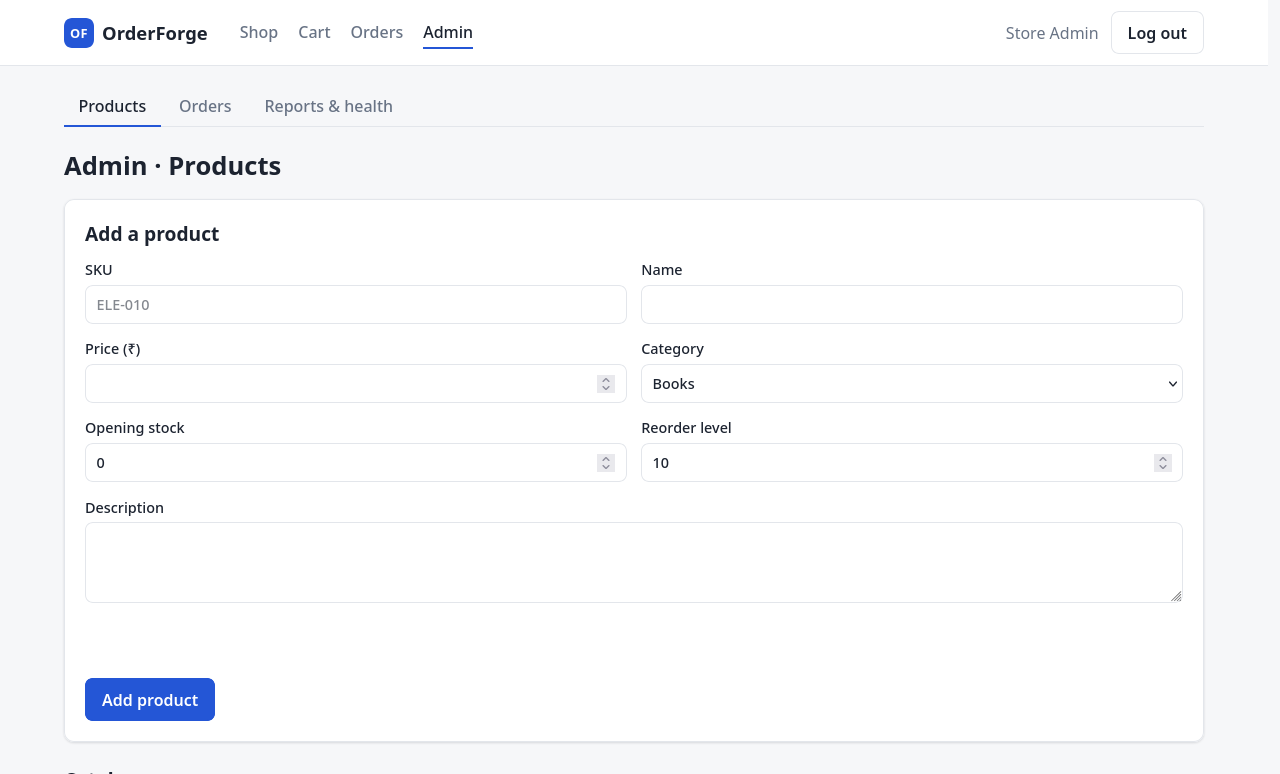 OF OrderForge Shop Cart Orders Admin Store Admin Log out
Products Orders Reports & health
Admin · Products
Add a product
SKU Name
ELE-010
Price (₹) Category
Books
Opening stock Reorder level
0 10
Description
Add product